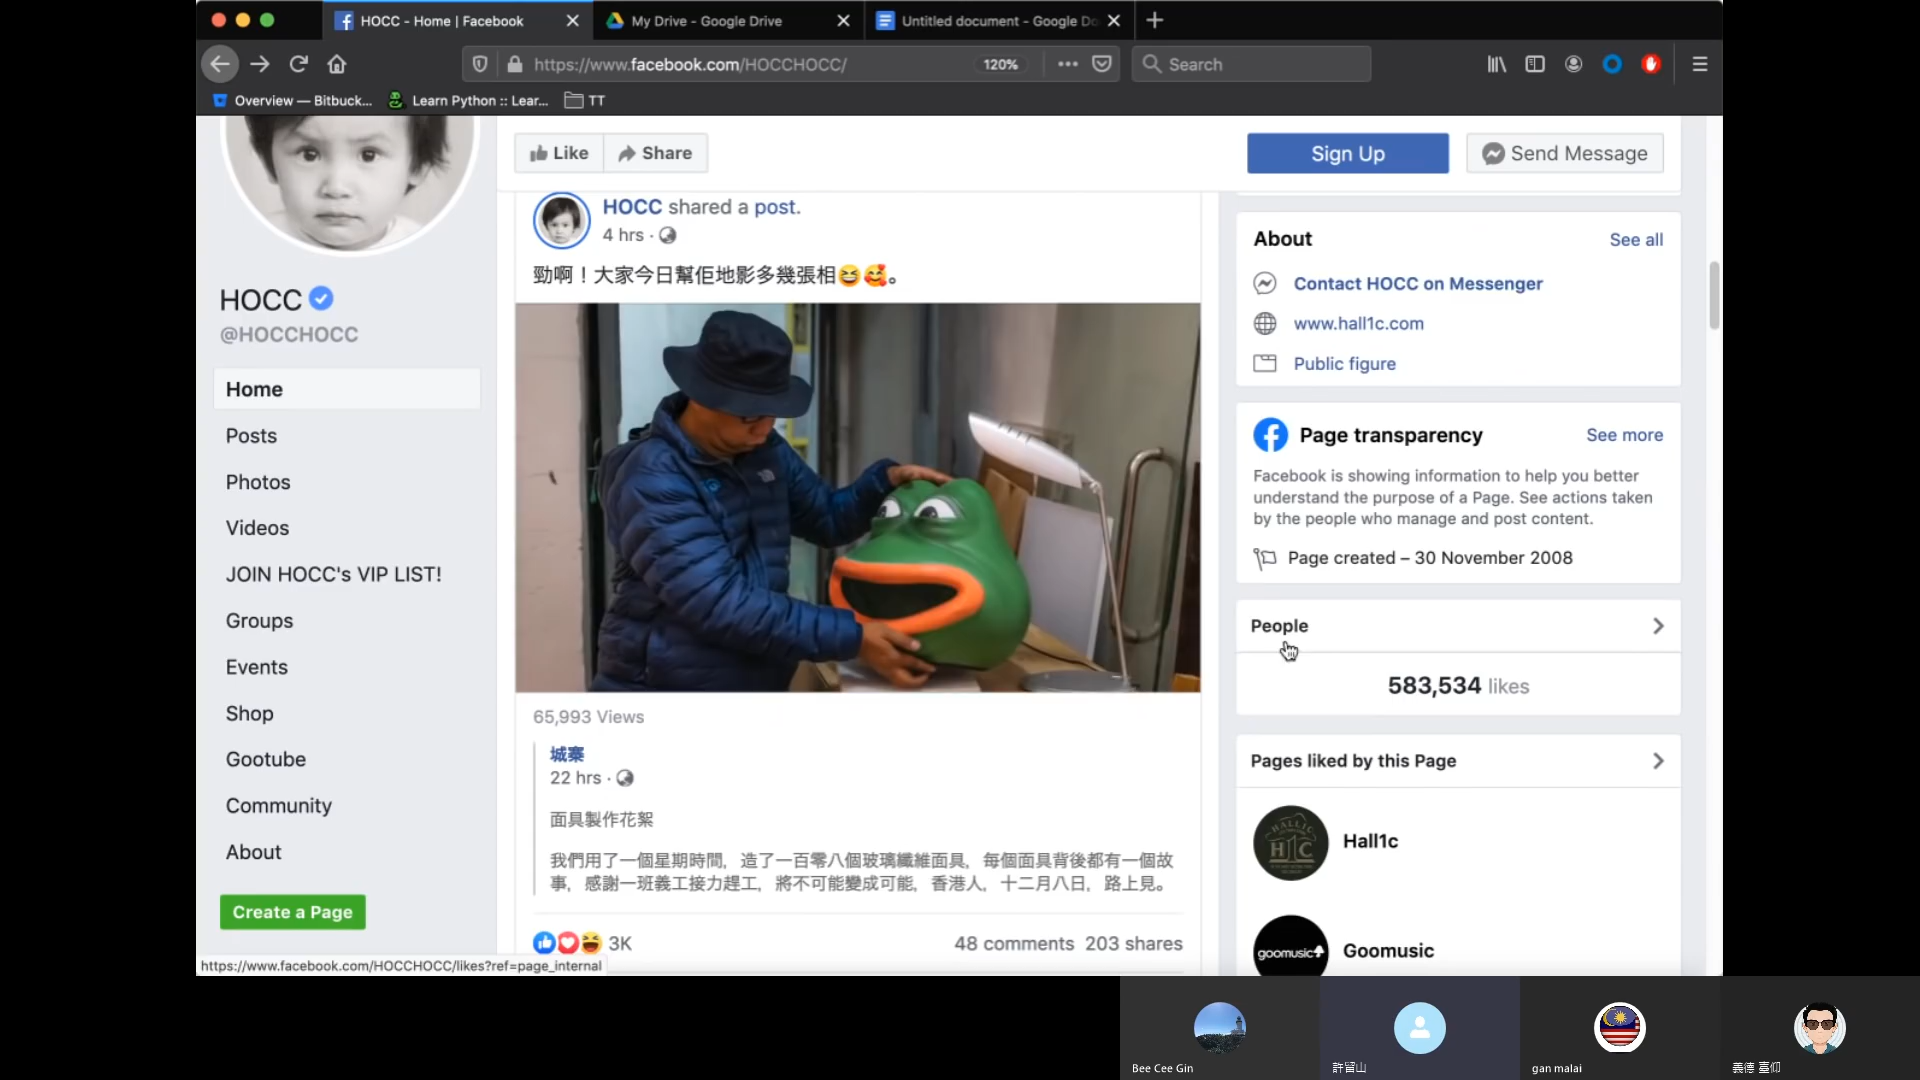 HOCC - Home | Facebook
My Drive - Google Drive
Untitled document - Google Do
https://www.facebook.com/HOCCHOCC/
120%
Search
Overview — Bitbuck...
Learn Python :: Lear...
TT
Like
Share
Sign Up
Send Message
HOCC
@HOCCHOCC
Home
Posts
Photos
Videos
JOIN HOCC's VIP LIST!
Groups
Events
Shop
Gootube
Community
About
Create a Page
https://www.facebook.com/HOCCHOCC/likes?ref=page_internal
HOCC shared a post.
4 hrs ·
勁啊！大家今日幫佢地影多幾張相😆🥰。
65,993 Views
城寨
22 hrs ·
面具製作花絮
我們用了一個星期時間，造了一百零八個玻璃纖維面具，每個面具背後都有一個故
事，感謝一班義工接力趕工，將不可能變成可能，香港人，十二月八日，路上見。
3K
48 comments 203 shares
About
See all
Contact HOCC on Messenger
www.hall1c.com
Public figure
Page transparency
See more
Facebook is showing information to help you better
understand the purpose of a Page. See actions taken
by the people who manage and post content.
Page created – 30 November 2008
People
583,534 likes
Pages liked by this Page
HALL1C
H1C
Hall1c
goomusic
Goomusic
Bee Cee Gin
許留山
gan malai
義德 臺仰